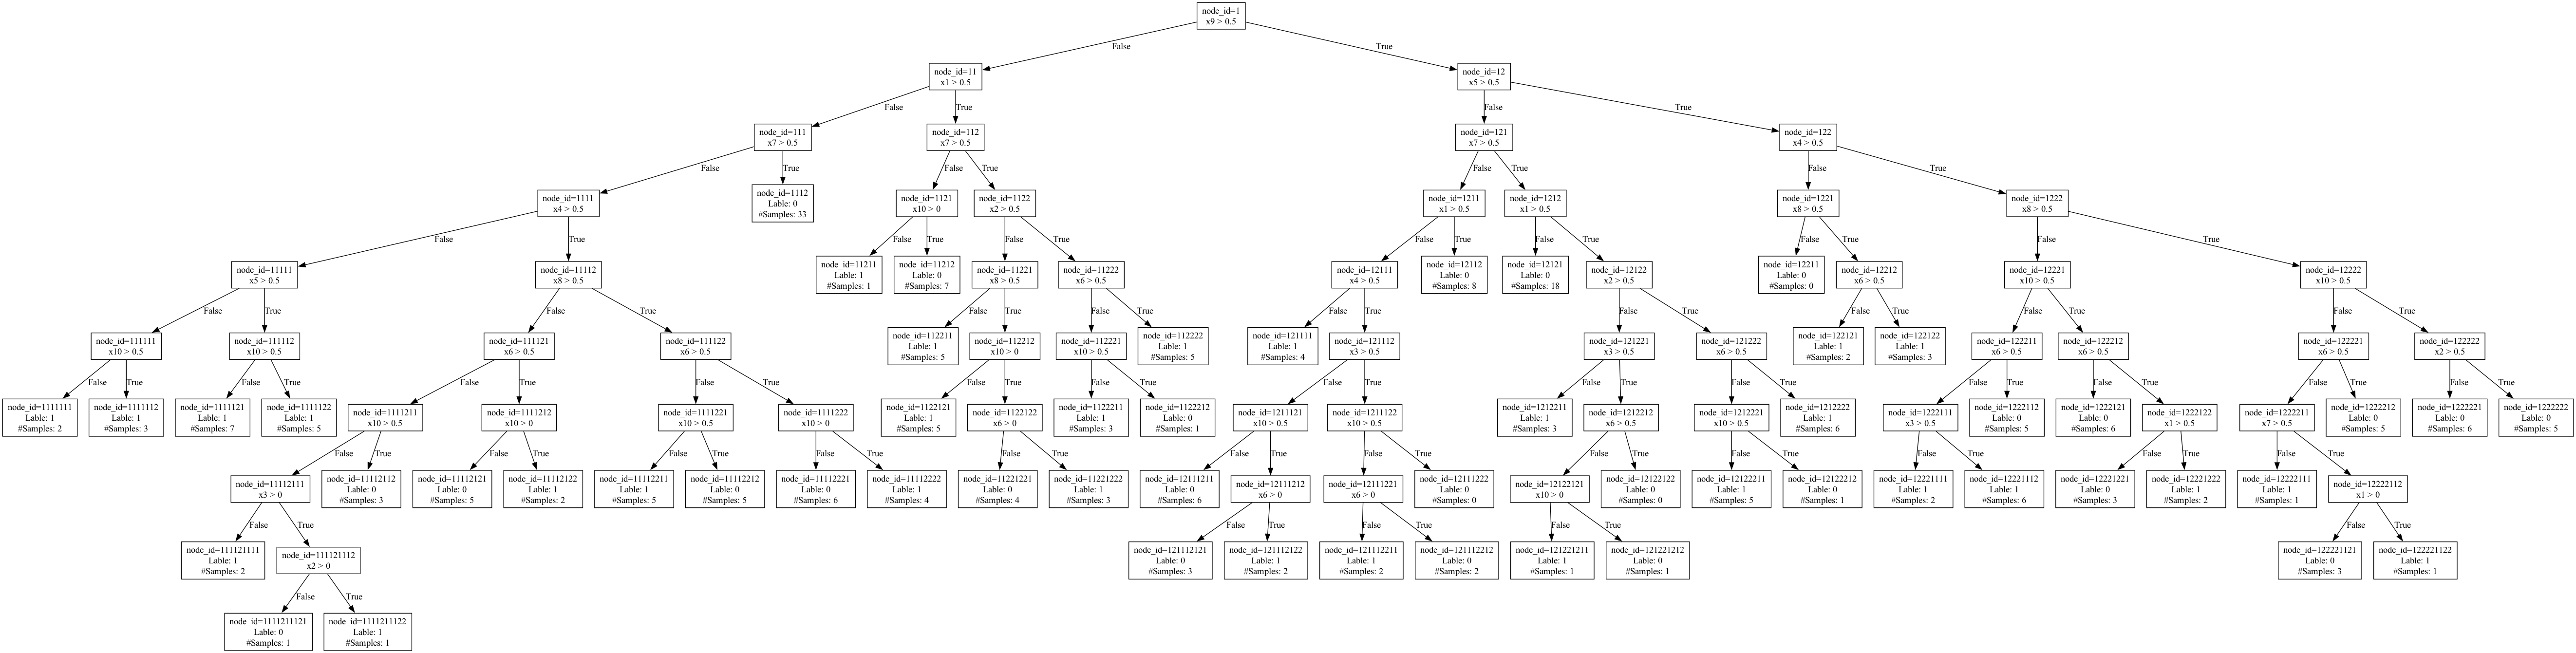 node_id=1
x9 > 0.5
False
True
node_id=11
x1 > 0.5
node_id=12
x5 > 0.5
False
True
False
True
node_id=111
x7 > 0.5
node_id=112
x7 > 0.5
node_id=121
x7 > 0.5
node_id=122
x4 > 0.5
False
True
False
True
False
True
False
True
node_id=1111
x4 > 0.5
node_id=1112
Lable: 0
#Samples: 33
node_id=1121
x10 > 0
node_id=1122
x2 > 0.5
node_id=1211
x1 > 0.5
node_id=1212
x1 > 0.5
node_id=1221
x8 > 0.5
node_id=1222
x8 > 0.5
False
True
False
True
False
True
False
True
False
True
False
True
False
True
node_id=11111
x5 > 0.5
node_id=11112
x8 > 0.5
node_id=11211
Lable: 1
#Samples: 1
node_id=11212
Lable: 0
#Samples: 7
node_id=11221
x8 > 0.5
node_id=11222
x6 > 0.5
node_id=12111
x4 > 0.5
node_id=12112
Lable: 0
#Samples: 8
node_id=12121
Lable: 0
#Samples: 18
node_id=12122
x2 > 0.5
node_id=12211
Lable: 0
#Samples: 0
node_id=12212
x6 > 0.5
node_id=12221
x10 > 0.5
node_id=12222
x10 > 0.5
False
True
False
True
False
True
False
True
False
True
False
True
False
True
False
True
False
True
node_id=111111
x10 > 0.5
node_id=111112
x10 > 0.5
node_id=111121
x6 > 0.5
node_id=111122
x6 > 0.5
node_id=112211
Lable: 1
#Samples: 5
node_id=112212
x10 > 0
node_id=112221
x10 > 0.5
node_id=112222
Lable: 1
#Samples: 5
node_id=121111
Lable: 1
#Samples: 4
node_id=121112
x3 > 0.5
node_id=121221
x3 > 0.5
node_id=121222
x6 > 0.5
node_id=122121
Lable: 1
#Samples: 2
node_id=122122
Lable: 1
#Samples: 3
node_id=122211
x6 > 0.5
node_id=122212
x6 > 0.5
node_id=122221
x6 > 0.5
node_id=122222
x2 > 0.5
False
True
False
True
False
True
False
True
False
True
False
True
False
True
False
True
False
True
False
True
False
True
False
True
False
True
node_id=1111111
Lable: 1
#Samples: 2
node_id=1111112
Lable: 1
#Samples: 3
node_id=1111121
Lable: 1
#Samples: 7
node_id=1111122
Lable: 1
#Samples: 5
node_id=1111211
x10 > 0.5
node_id=1111212
x10 > 0
node_id=1111221
x10 > 0.5
node_id=1111222
x10 > 0
node_id=1122121
Lable: 1
#Samples: 5
node_id=1122122
x6 > 0
node_id=1122211
Lable: 1
#Samples: 3
node_id=1122212
Lable: 0
#Samples: 1
node_id=1211121
x10 > 0.5
node_id=1211122
x10 > 0.5
node_id=1212211
Lable: 1
#Samples: 3
node_id=1212212
x6 > 0.5
node_id=1212221
x10 > 0.5
node_id=1212222
Lable: 1
#Samples: 6
node_id=1222111
x3 > 0.5
node_id=1222112
Lable: 0
#Samples: 5
node_id=1222121
Lable: 0
#Samples: 6
node_id=1222122
x1 > 0.5
node_id=1222211
x7 > 0.5
node_id=1222212
Lable: 0
#Samples: 5
node_id=1222221
Lable: 0
#Samples: 6
node_id=1222222
Lable: 0
#Samples: 5
False
True
False
True
False
True
False
True
False
True
False
True
False
True
False
True
False
True
False
True
False
True
False
True
node_id=11112111
x3 > 0
node_id=11112112
Lable: 0
#Samples: 3
node_id=11112121
Lable: 0
#Samples: 5
node_id=11112122
Lable: 1
#Samples: 2
node_id=11112211
Lable: 1
#Samples: 5
node_id=11112212
Lable: 0
#Samples: 5
node_id=11112221
Lable: 0
#Samples: 6
node_id=11112222
Lable: 1
#Samples: 4
node_id=11221221
Lable: 0
#Samples: 4
node_id=11221222
Lable: 1
#Samples: 3
node_id=12111211
Lable: 0
#Samples: 6
node_id=12111212
x6 > 0
node_id=12111221
x6 > 0
node_id=12111222
Lable: 0
#Samples: 0
node_id=12122121
x10 > 0
node_id=12122122
Lable: 0
#Samples: 0
node_id=12122211
Lable: 1
#Samples: 5
node_id=12122212
Lable: 0
#Samples: 1
node_id=12221111
Lable: 1
#Samples: 2
node_id=12221112
Lable: 1
#Samples: 6
node_id=12221221
Lable: 0
#Samples: 3
node_id=12221222
Lable: 1
#Samples: 2
node_id=12222111
Lable: 1
#Samples: 1
node_id=12222112
x1 > 0
False
True
False
True
False
True
False
True
False
True
node_id=111121111
Lable: 1
#Samples: 2
node_id=111121112
x2 > 0
node_id=121112121
Lable: 0
#Samples: 3
node_id=121112122
Lable: 1
#Samples: 2
node_id=121112211
Lable: 1
#Samples: 2
node_id=121112212
Lable: 0
#Samples: 2
node_id=121221211
Lable: 1
#Samples: 1
node_id=121221212
Lable: 0
#Samples: 1
node_id=122221121
Lable: 0
#Samples: 3
node_id=122221122
Lable: 1
#Samples: 1
False
True
node_id=1111211121
Lable: 0
#Samples: 1
node_id=1111211122
Lable: 1
#Samples: 1